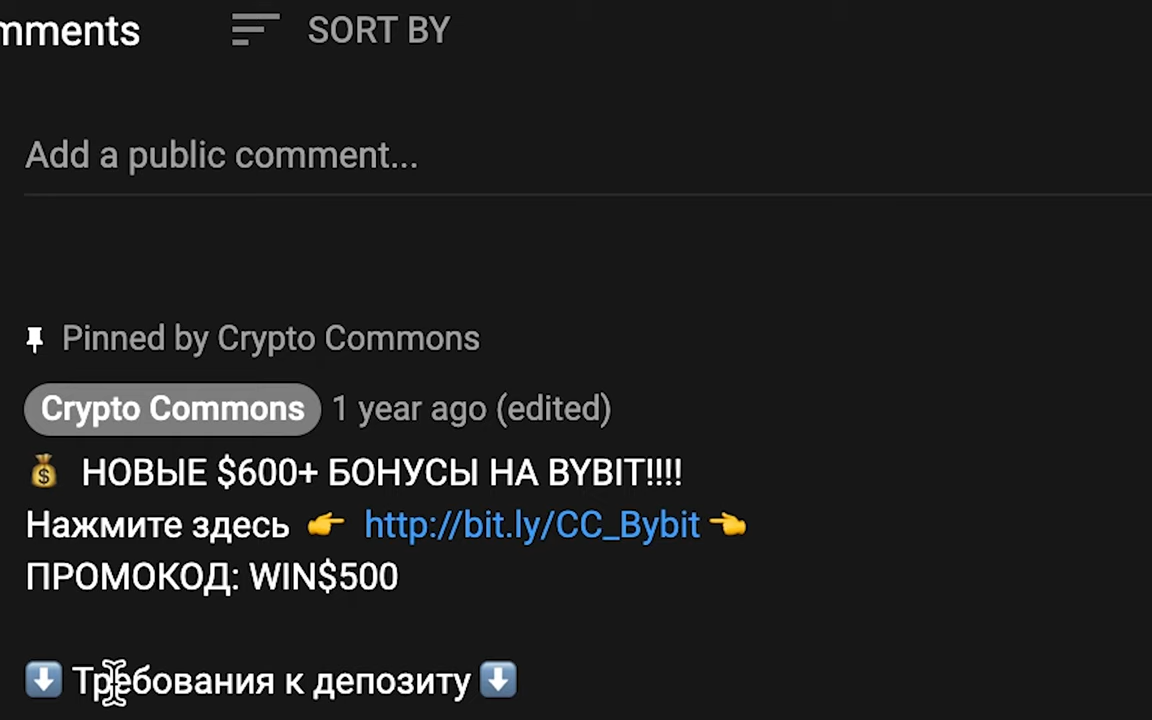 mments SORT BY
Add a public comment...
Pinned by Crypto Commons
Crypto Commons 1 year ago (edited)
💰 НОВЫЕ $600+ БОНУСЫ НА BYBIT!!!!
Нажмите здесь 👉 http://bit.ly/CC_Bybit 👈
ПРОМОКОД: WIN$500
⬇️ Требования к депозиту ⬇️